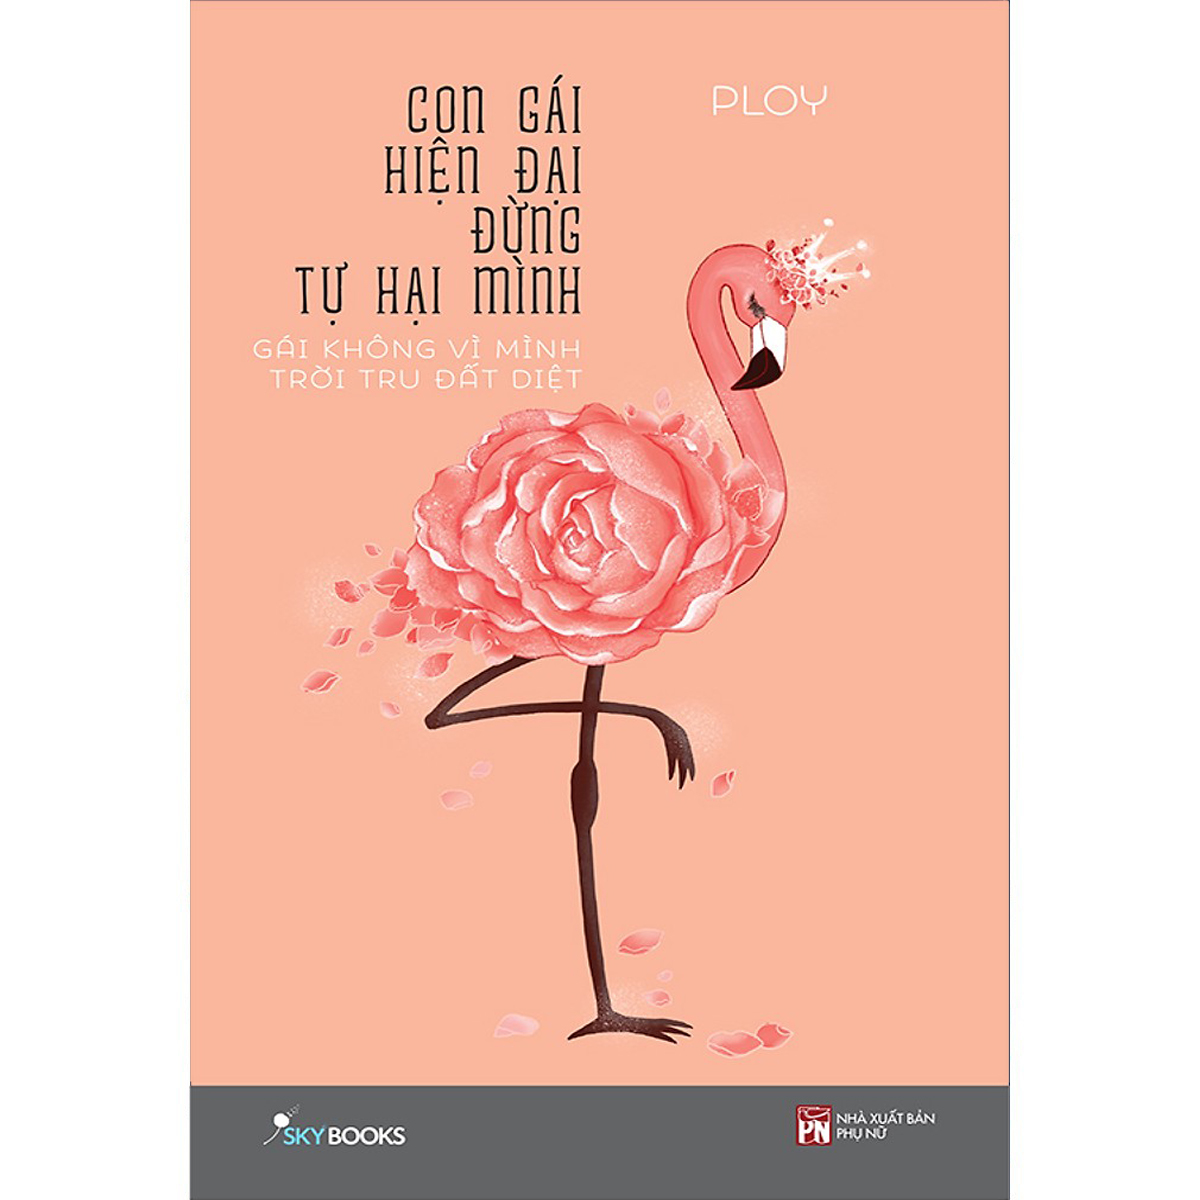 CON GÁI
HIỆN ĐẠI
ĐỪNG
TỰ HẠI MÌNH
GÁI KHÔNG VÌ MÌNH
TRỜI TRU ĐẤT DIỆT
PLOY
SKYBOOKS
PN
NHÀ XUẤT BẢN
PHỤ NỮ